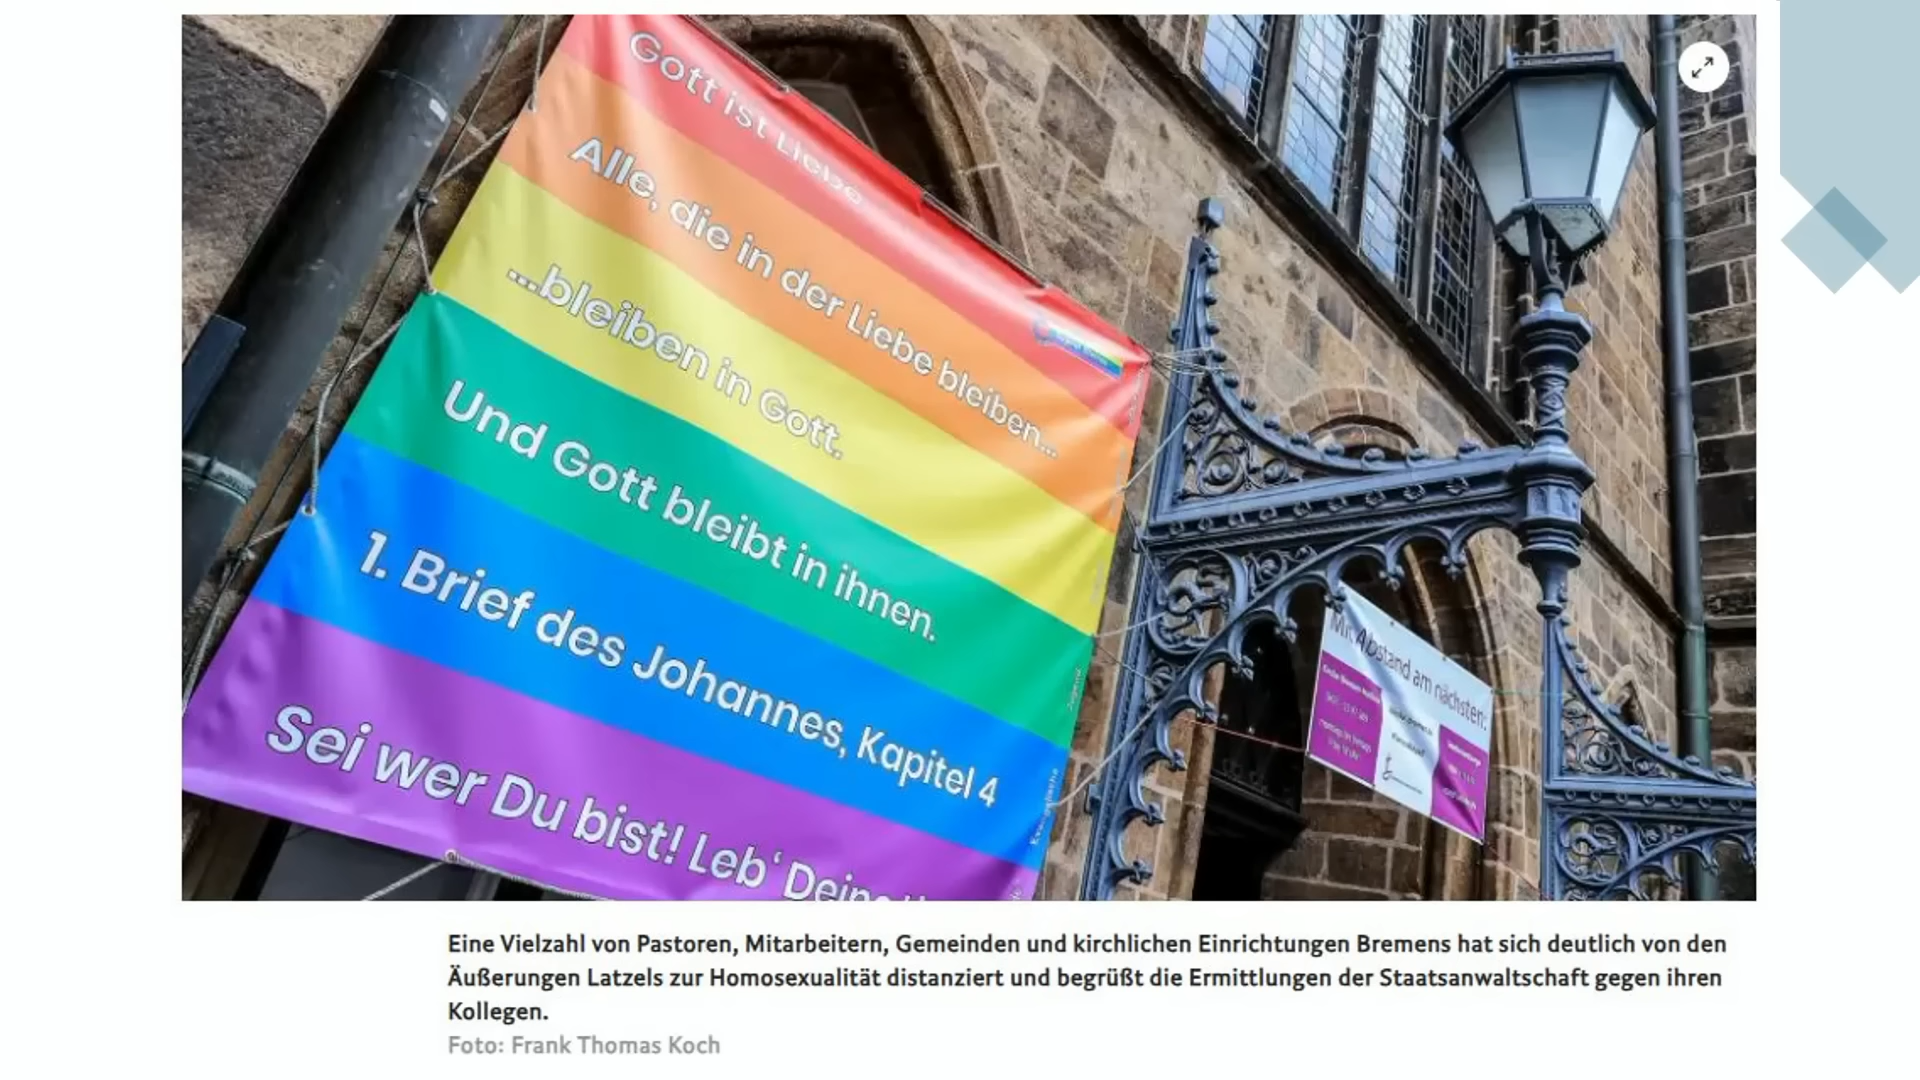 Gott ist Liebe
Alle, die in der Liebe bleiben...
...bleiben in Gott.
Und Gott bleibt in ihnen.
1. Brief des Johannes, Kapitel 4
Sei wer Du bist! Leb‘
Mit Abstand am nächsten:
Eine Vielzahl von Pastoren, Mitarbeitern, Gemeinden und kirchlichen Einrichtungen Bremens hat sich deutlich von den
Äußerungen Latzels zur Homosexualität distanziert und begrüßt die Ermittlungen der Staatsanwaltschaft gegen ihren
Kollegen.
Foto: Frank Thomas Koch